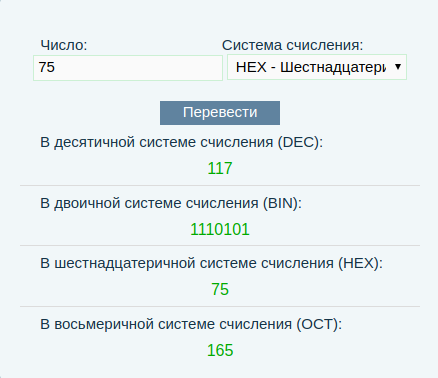 Число: Система счисления:
75 HEX - Шестнадцатери
Перевести
В десятичной системе счисления (DEC):
117
В двоичной системе счисления (BIN):
1110101
В шестнадцатеричной системе счисления (HEX):
75
В восьмеричной системе счисления (OCT):
165